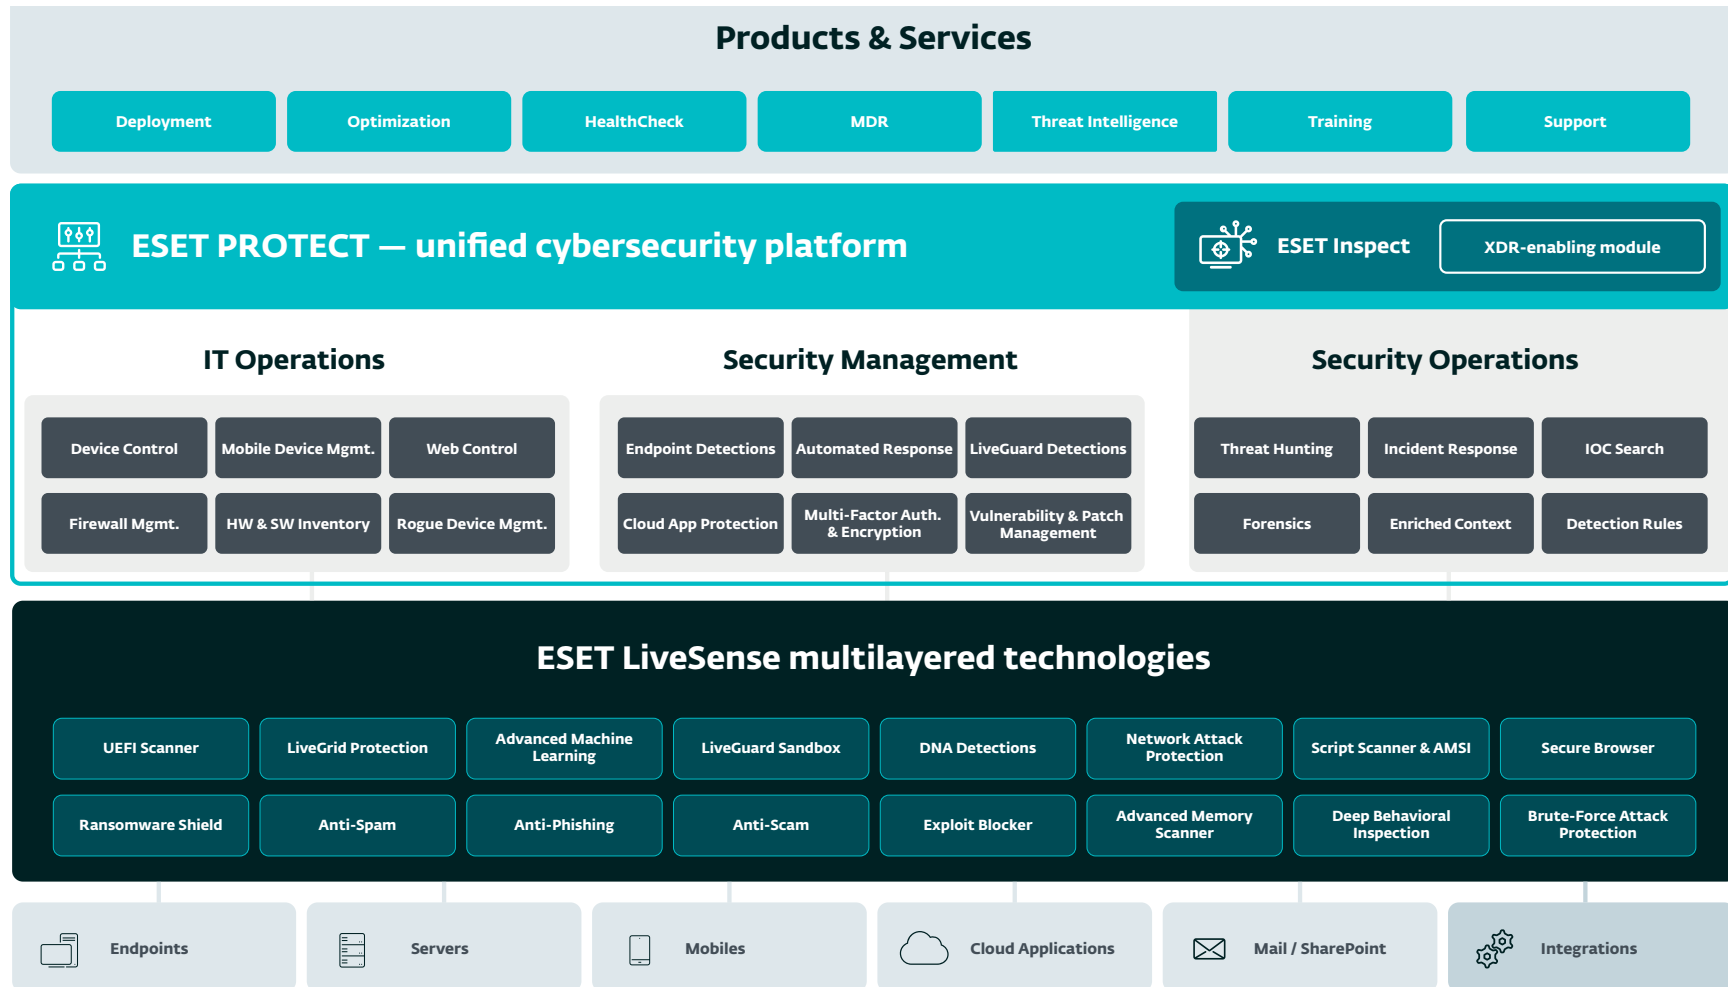 Products & Services
Deployment
Optimization
HealthCheck
MDR
Threat Intelligence
Training
Support
ESET PROTECT — unified cybersecurity platform
ESET Inspect
XDR-enabling module
IT Operations
Device Control
Mobile Device Mgmt.
Web Control
Firewall Mgmt.
HW & SW Inventory
Rogue Device Mgmt.
Security Management
Endpoint Detections
Automated Response
LiveGuard Detections
Cloud App Protection
Multi-Factor Auth.
& Encryption
Vulnerability & Patch
Management
Security Operations
Threat Hunting
Incident Response
IOC Search
Forensics
Enriched Context
Detection Rules
ESET LiveSense multilayered technologies
UEFI Scanner
LiveGrid Protection
Advanced Machine
Learning
LiveGuard Sandbox
DNA Detections
Network Attack
Protection
Script Scanner & AMSI
Secure Browser
Ransomware Shield
Anti-Spam
Anti-Phishing
Anti-Scam
Exploit Blocker
Advanced Memory
Scanner
Deep Behavioral
Inspection
Brute-Force Attack
Protection
Endpoints
Servers
Mobiles
Cloud Applications
Mail / SharePoint
Integrations